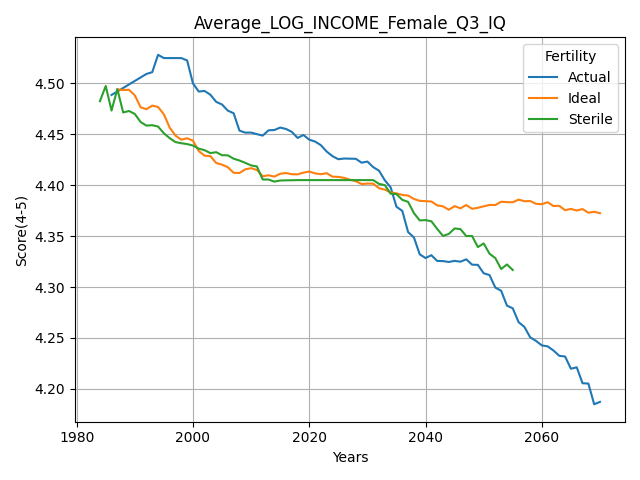 Average_LOG_INCOME_Female_Q3_IQ
Fertility
Actual
Ideal
Sterile
Score(4-5)
4.50
4.45
4.40
4.35
4.30
4.25
4.20
1980
2000
2020
2040
2060
Years